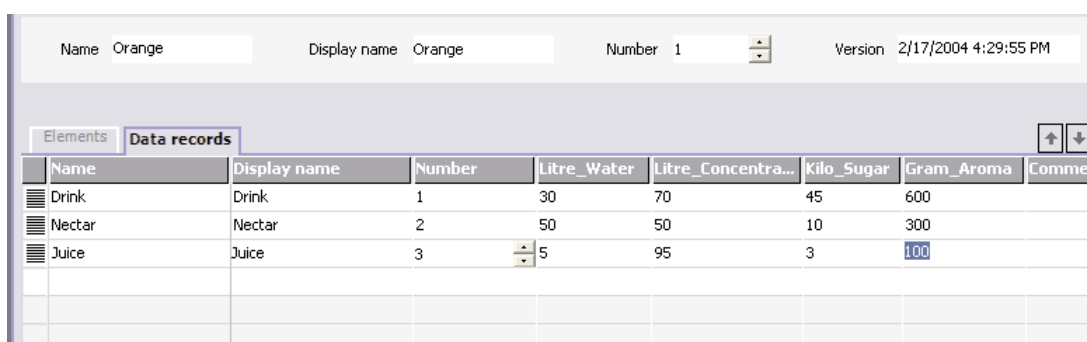 Name Orange Display name Orange Number 1 Version 2/17/2004 4:29:55 PM
Elements Data records
Name Display name Number Litre_Water Litre_Concentra... Kilo_Sugar Gram_Aroma Comme
Drink Drink 1 30 70 45 600
Nectar Nectar 2 50 50 10 300
Juice Juice 3 5 95 3 100